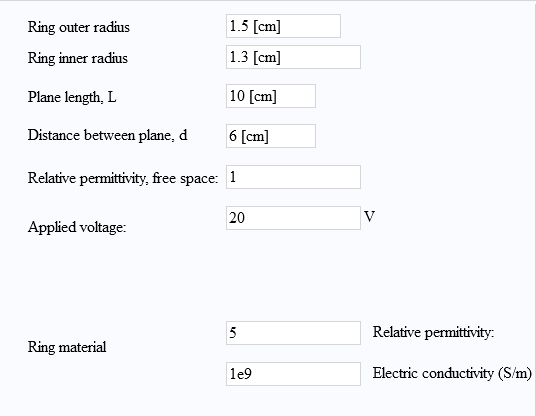 Ring outer radius 1.5 [cm]
Ring inner radius 1.3 [cm]
Plane length, L 10 [cm]
Distance between plane, d 6 [cm]
Relative permittivity, free space: 1
Applied voltage: 20 V
Ring material
5 Relative permittivity:
1e9 Electric conductivity (S/m)